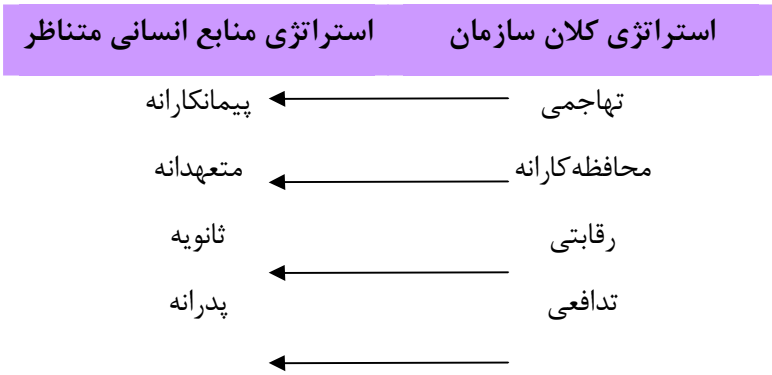 استراتژی کلان سازمان استراتژی منابع انسانی متناظر
تهاجمی پیمانکارانه
محافظه‌کارانه متعهدانه
رقابتی ثانویه
تدافعی پدرانه